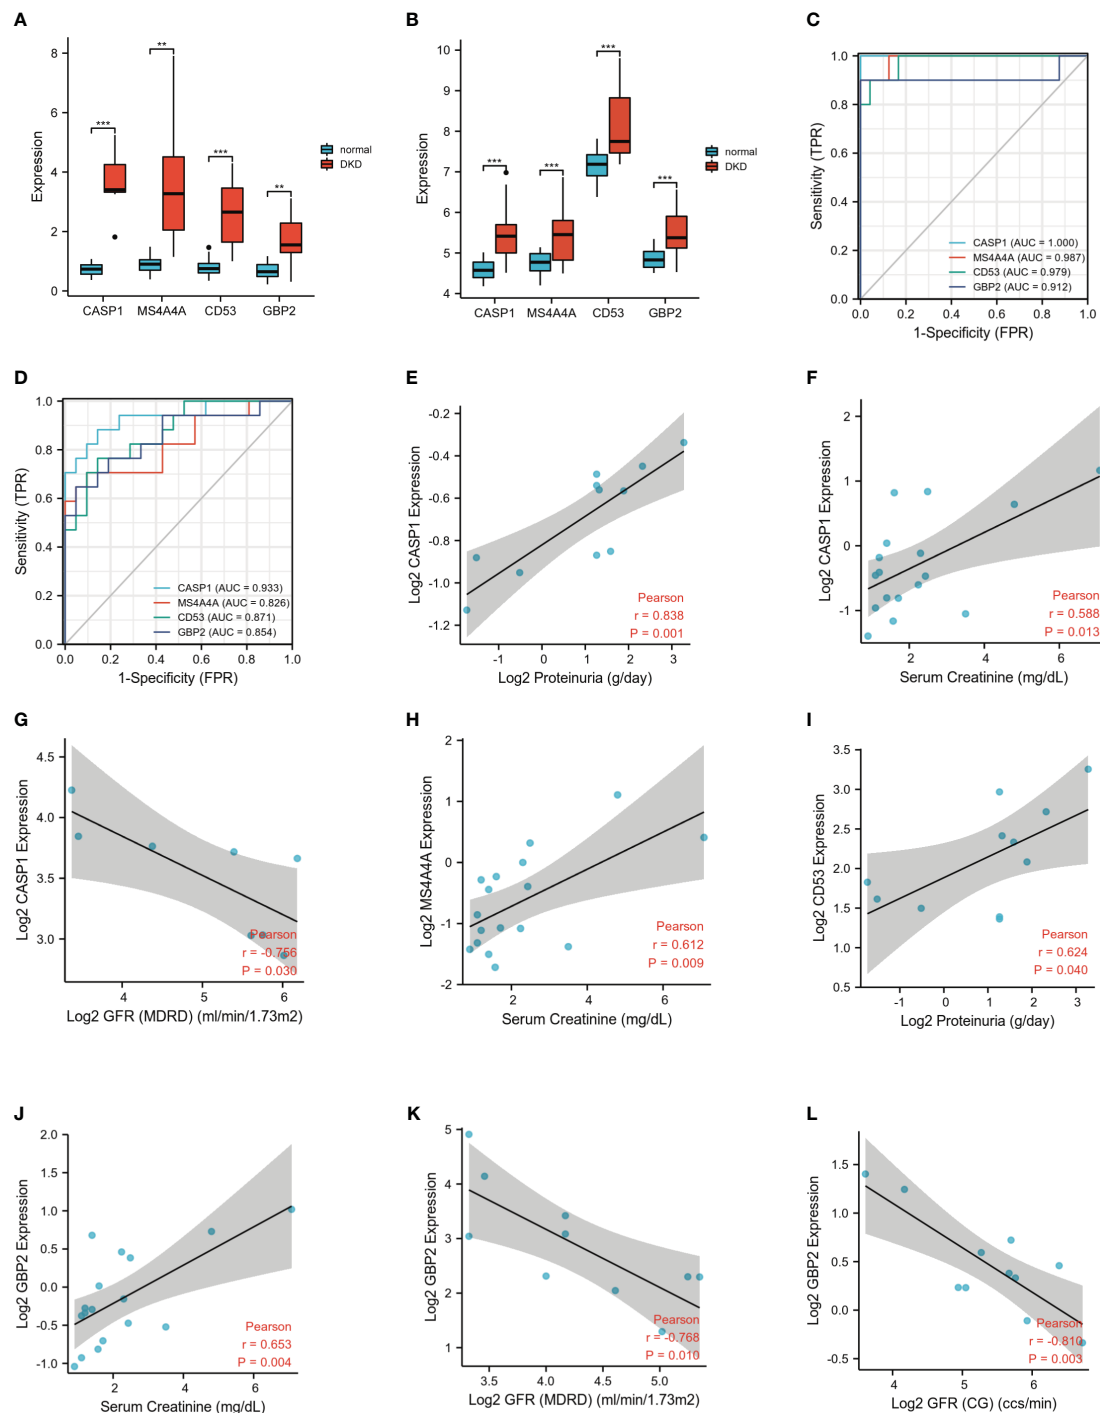 A
Expression
8
6
4
2
0
***
**
***
**
normal
DKD
CASP1 MS4A4A CD53 GBP2
B
Expression
10
9
8
7
6
5
4
***
***
***
***
normal
DKD
CASP1 MS4A4A CD53 GBP2
C
Sensitivity (TPR)
1.0
0.8
0.6
0.4
0.2
0.0
CASP1 (AUC = 1.000)
MS4A4A (AUC = 0.987)
CD53 (AUC = 0.979)
GBP2 (AUC = 0.912)
0.0 0.2 0.4 0.6 0.8 1.0
1-Specificity (FPR)
D
Sensitivity (TPR)
1.0
0.8
0.6
0.4
0.2
0.0
CASP1 (AUC = 0.933)
MS4A4A (AUC = 0.826)
CD53 (AUC = 0.871)
GBP2 (AUC = 0.854)
0.0 0.2 0.4 0.6 0.8 1.0
1-Specificity (FPR)
E
Log2 CASP1 Expression
-0.2
-0.4
-0.6
-0.8
-1.0
-1.2
Pearson
r = 0.838
P = 0.001
-1 0 1 2 3
Log2 Proteinuria (g/day)
F
Log2 CASP1 Expression
2
1
0
-1
Pearson
r = 0.588
P = 0.013
2 4 6
Serum Creatinine (mg/dL)
G
Log2 CASP1 Expression
4.5
4.0
3.5
3.0
Pearson
r = -0.756
P = 0.030
4 5 6
Log2 GFR (MDRD) (ml/min/1.73m2)
H
Log2 MS4A4A Expression
2
1
0
-1
-2
Pearson
r = 0.612
P = 0.009
2 4 6
Serum Creatinine (mg/dL)
I
Log2 CD53 Expression
3.5
3.0
2.5
2.0
1.5
1.0
0.5
Pearson
r = 0.624
P = 0.040
-1 0 1 2 3
Log2 Proteinuria (g/day)
J
Log2 GBP2 Expression
2.0
1.5
1.0
0.5
0.0
-0.5
-1.0
Pearson
r = 0.653
P = 0.004
2 4 6
Serum Creatinine (mg/dL)
K
Log2 GBP2 Expression
5
4
3
2
1
Pearson
r = -0.768
P = 0.010
3.5 4.0 4.5 5.0
Log2 GFR (MDRD) (ml/min/1.73m2)
L
Log2 GBP2 Expression
1.5
1.0
0.5
0.0
-0.5
Pearson
r = -0.810
P = 0.003
4 5 6
Log2 GFR (CG) (ccs/min)